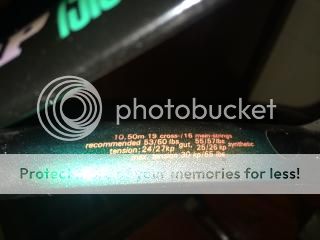 photobucket
10.50m 19 cross-/16 main-strings
recommended 53/60 lbs 55/57lbs
tension: 24/27kp gut, 25/26 kp synthetic
max. tension 30 kp/65 lbs
Protect of your memories for less!